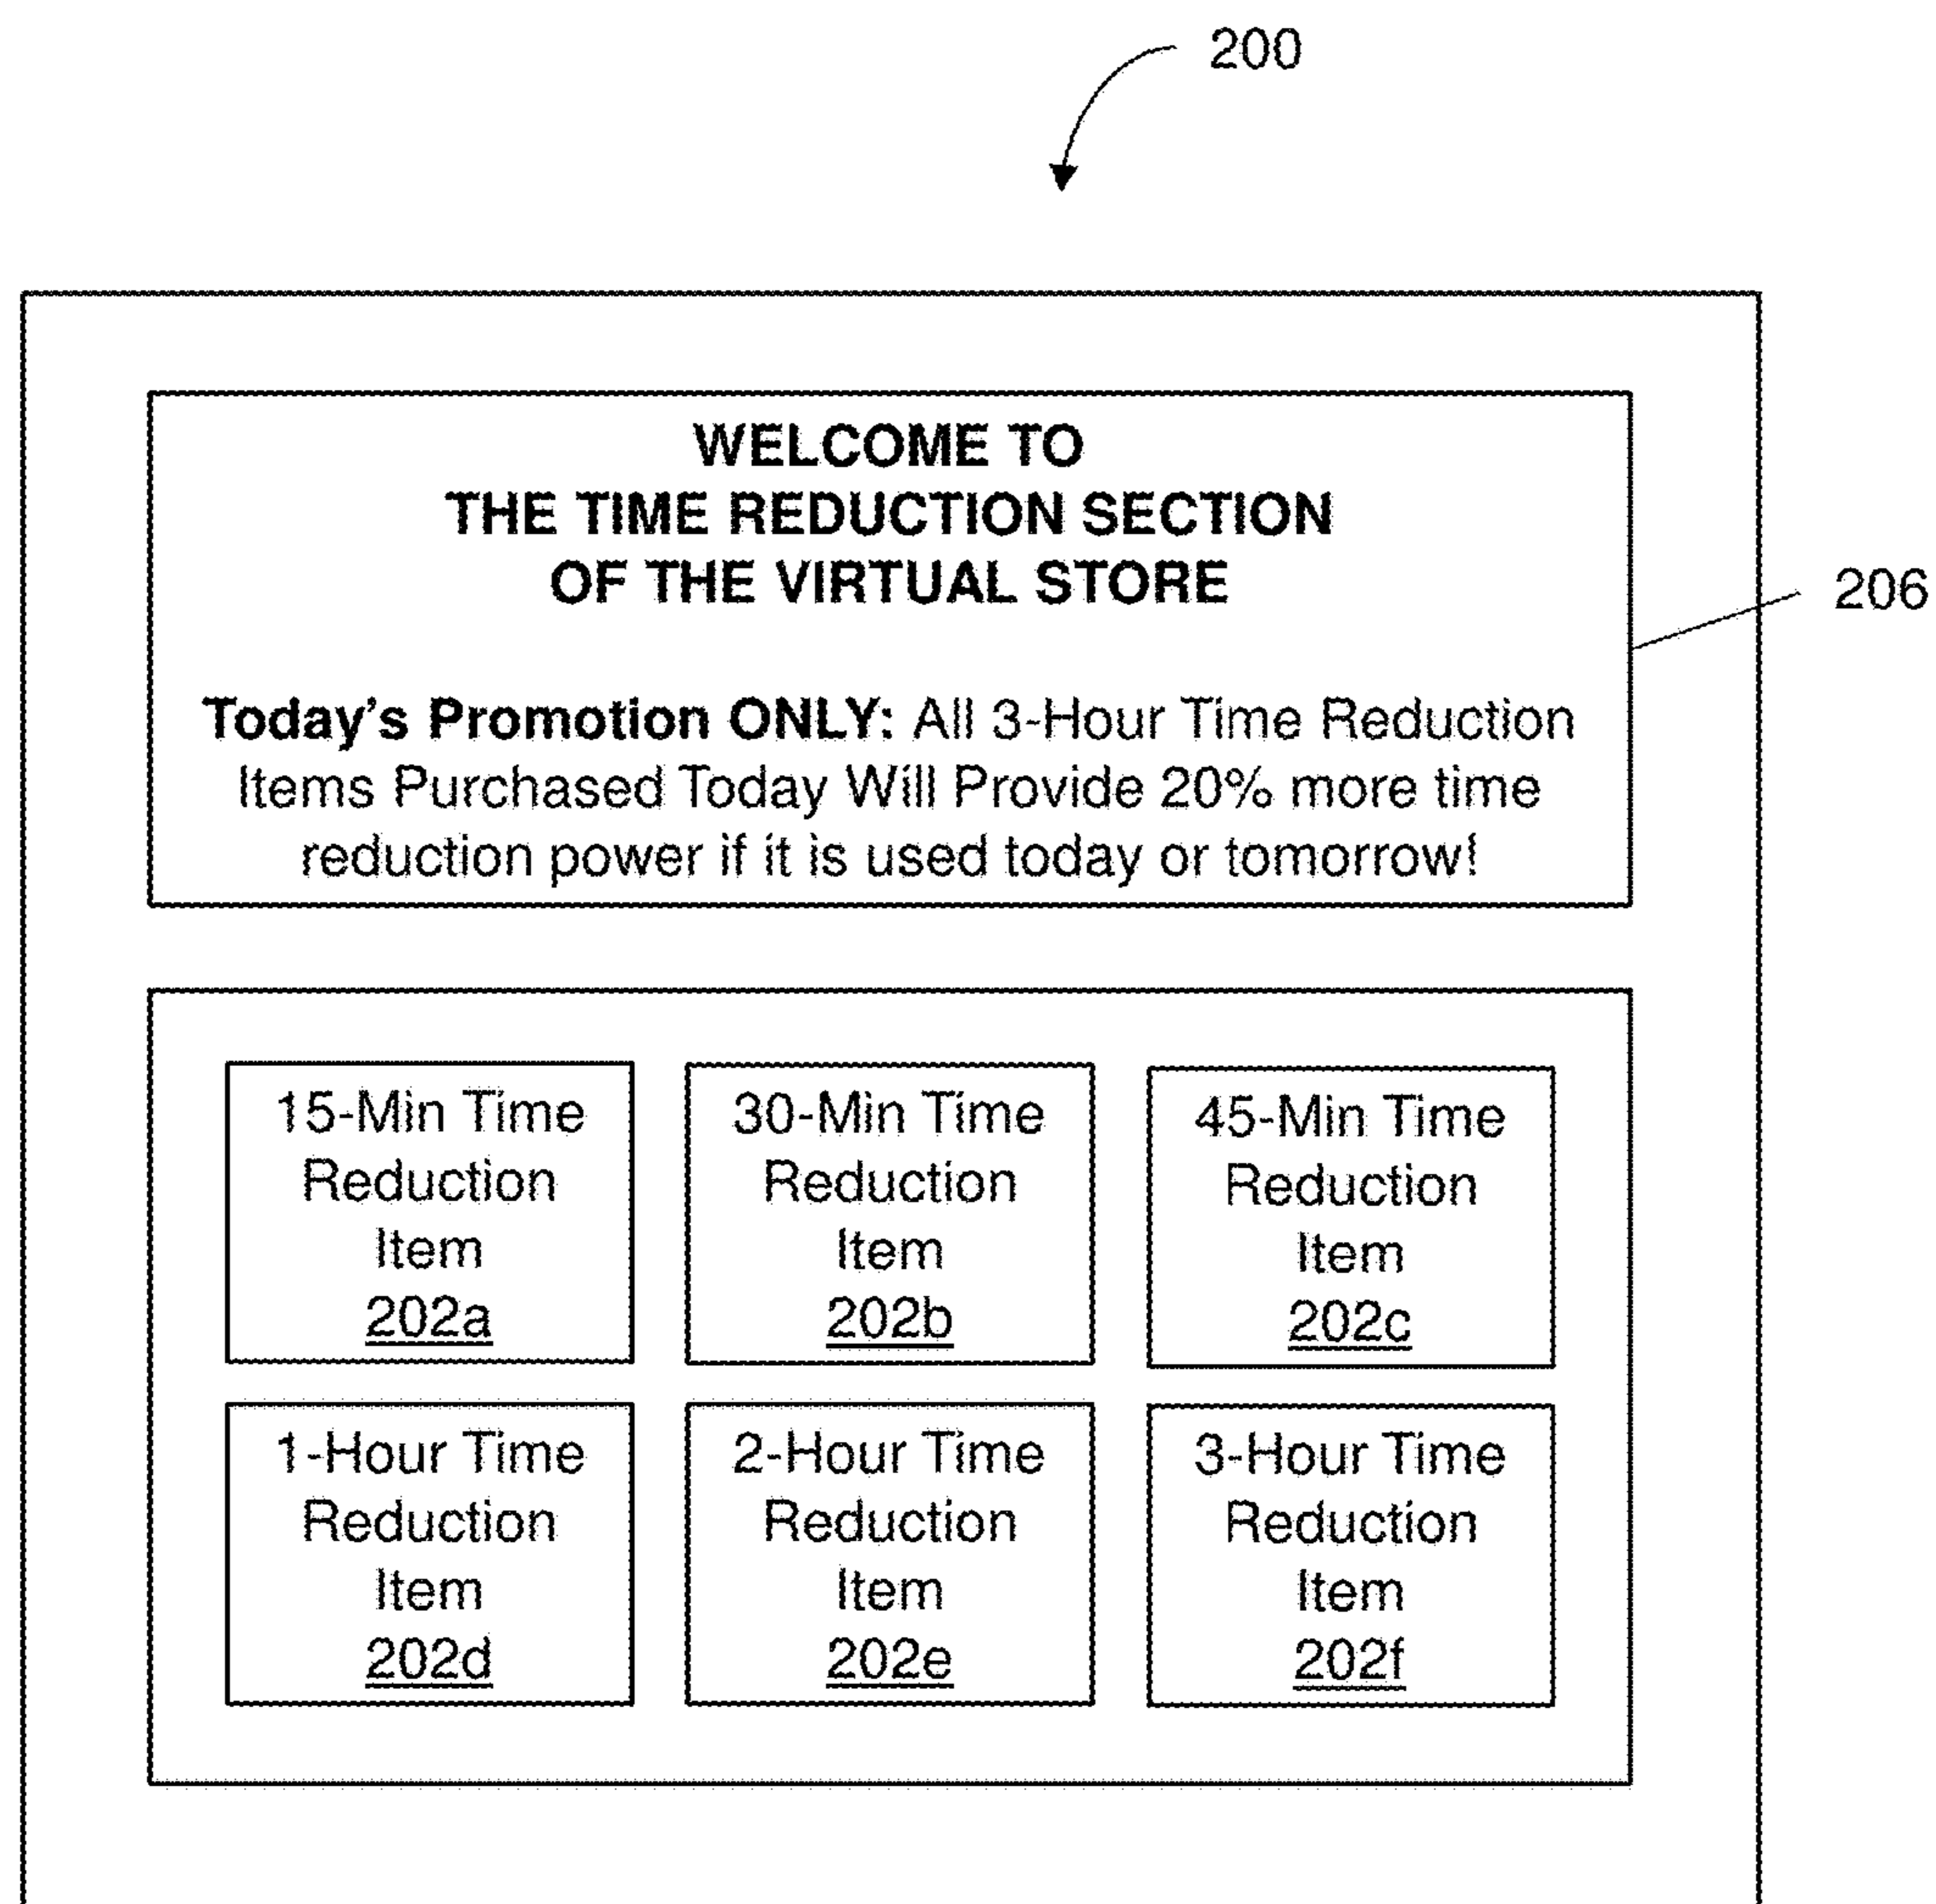 200
WELCOME TO
THE TIME REDUCTION SECTION
OF THE VIRTUAL STORE
206
Today's Promotion ONLY: All 3-Hour Time Reduction
Items Purchased Today Will Provide 20% more time
reduction power if it is used today or tomorrow!
15-Min Time
Reduction
Item
202a
30-Min Time
Reduction
Item
202b
45-Min Time
Reduction
Item
202c
1-Hour Time
Reduction
Item
202d
2-Hour Time
Reduction
Item
202e
3-Hour Time
Reduction
Item
202f